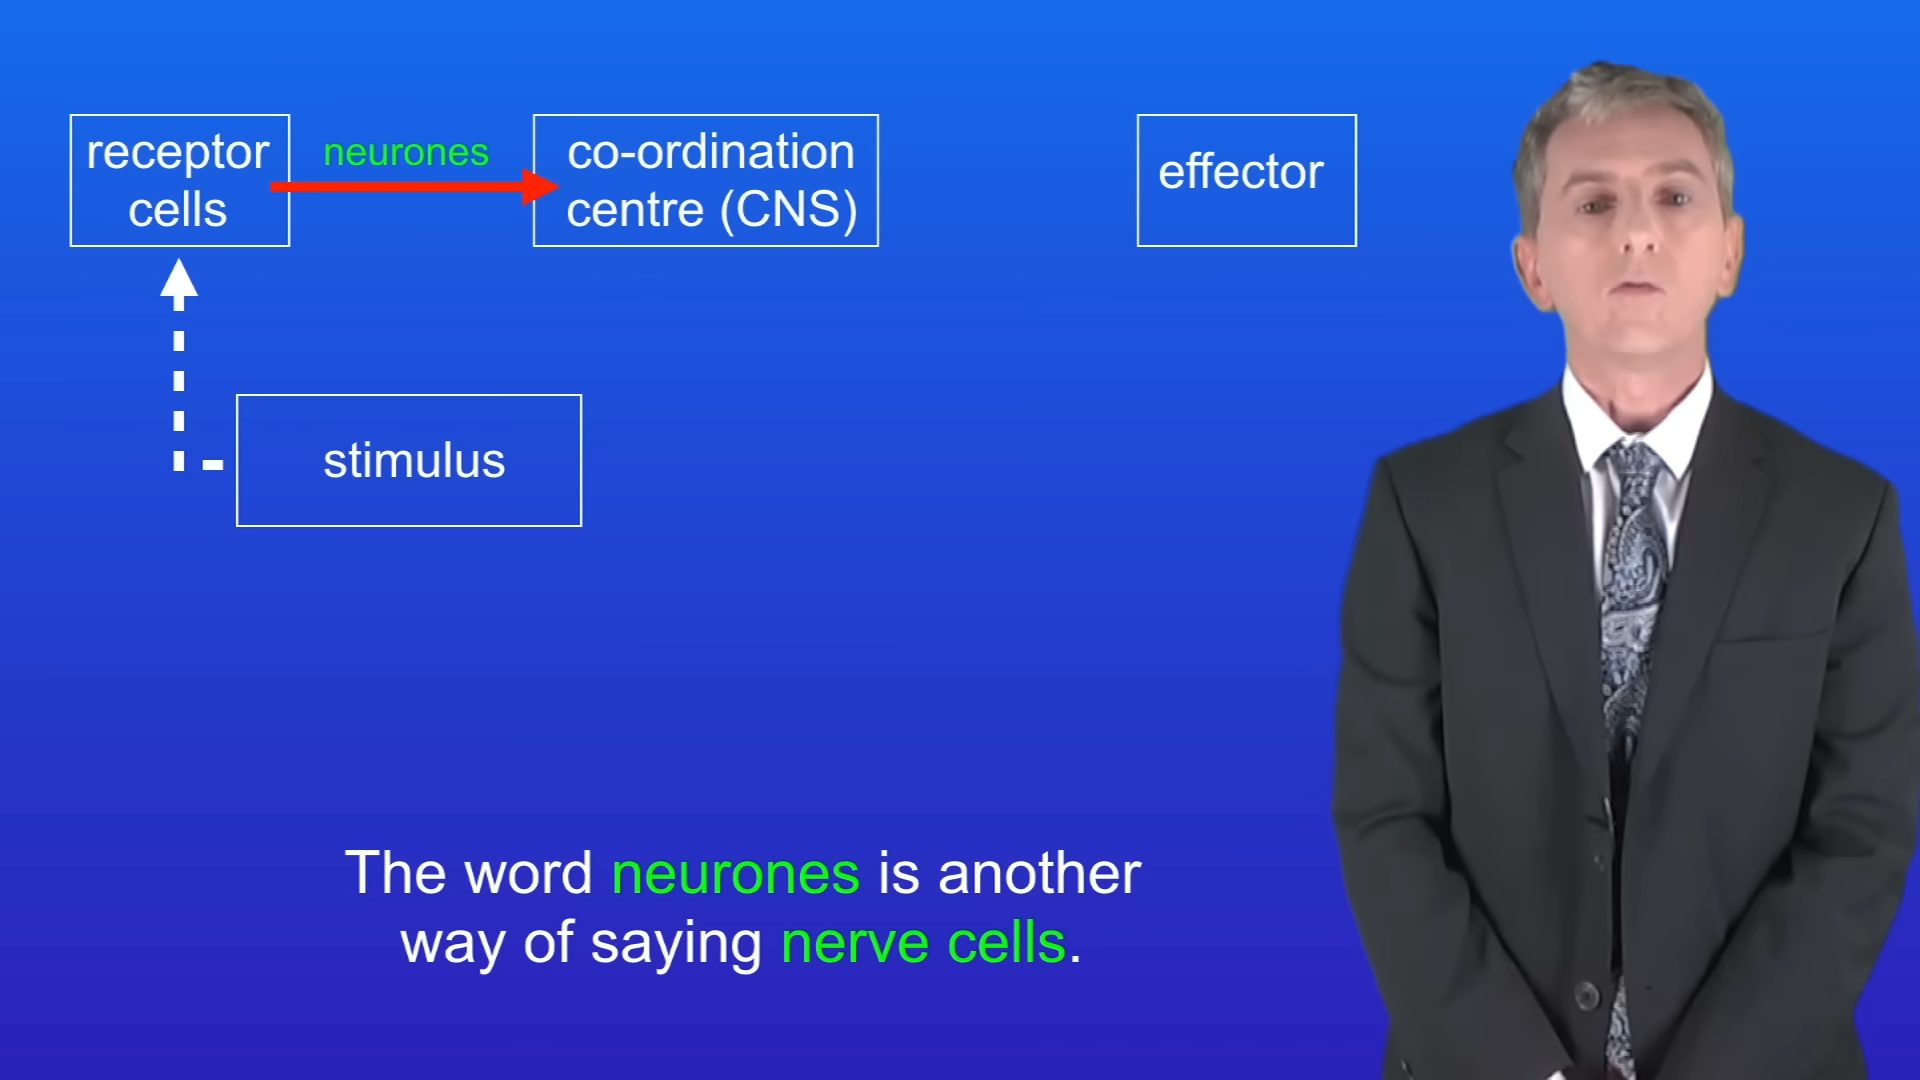 receptor
cells
neurones
co-ordination
centre (CNS)
effector
stimulus
The word neurones is another
way of saying nerve cells.